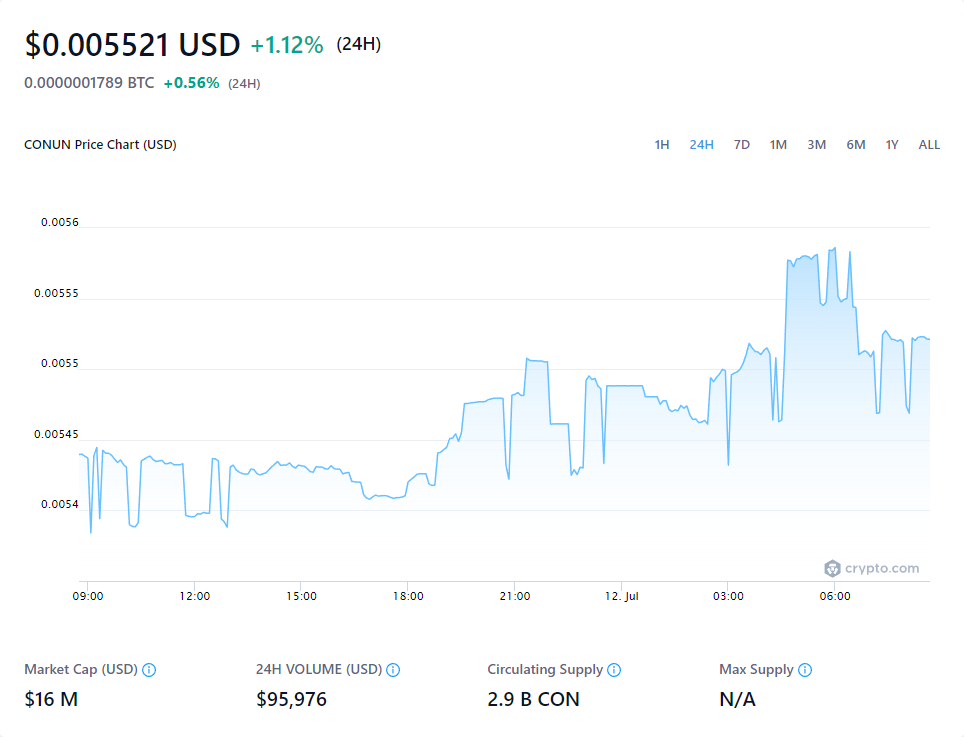 $0.005521 USD +1.12% (24H)
0.0000001789 BTC +0.56% (24H)
CONUN Price Chart (USD) 1H 24H 7D 1M 3M 6M 1Y ALL
0.0056
0.00555
0.0055
0.00545
0.0054
crypto.com
09:00 12:00 15:00 18:00 21:00 12. Jul 03:00 06:00
Market Cap (USD) 24H VOLUME (USD) Circulating Supply Max Supply
$16 M $95,976 2.9 B CON N/A